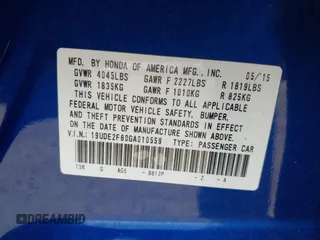 MFD. BY HONDA OF AMERICA MFG., INC. 05/15
GVWR 4045LBS GAWR F 2227LBS R 1819LBS
GVWR 1835KG GAWR F 1010KG R 825KG
THIS VEHICLE CONFORMS TO ALL APPLICABLE
FEDERAL MOTOR VEHICLE SAFETY, BUMPER,
AND THEFT PREVENTION STANDARDS IN EFFECT ON
THE DATE OF MANUFACTURE SHOWN ABOVE.
V.I.N.: 19UDE2F80GA010559 TYPE: PASSENGER CAR
G AG5 Z A
DREAMBID